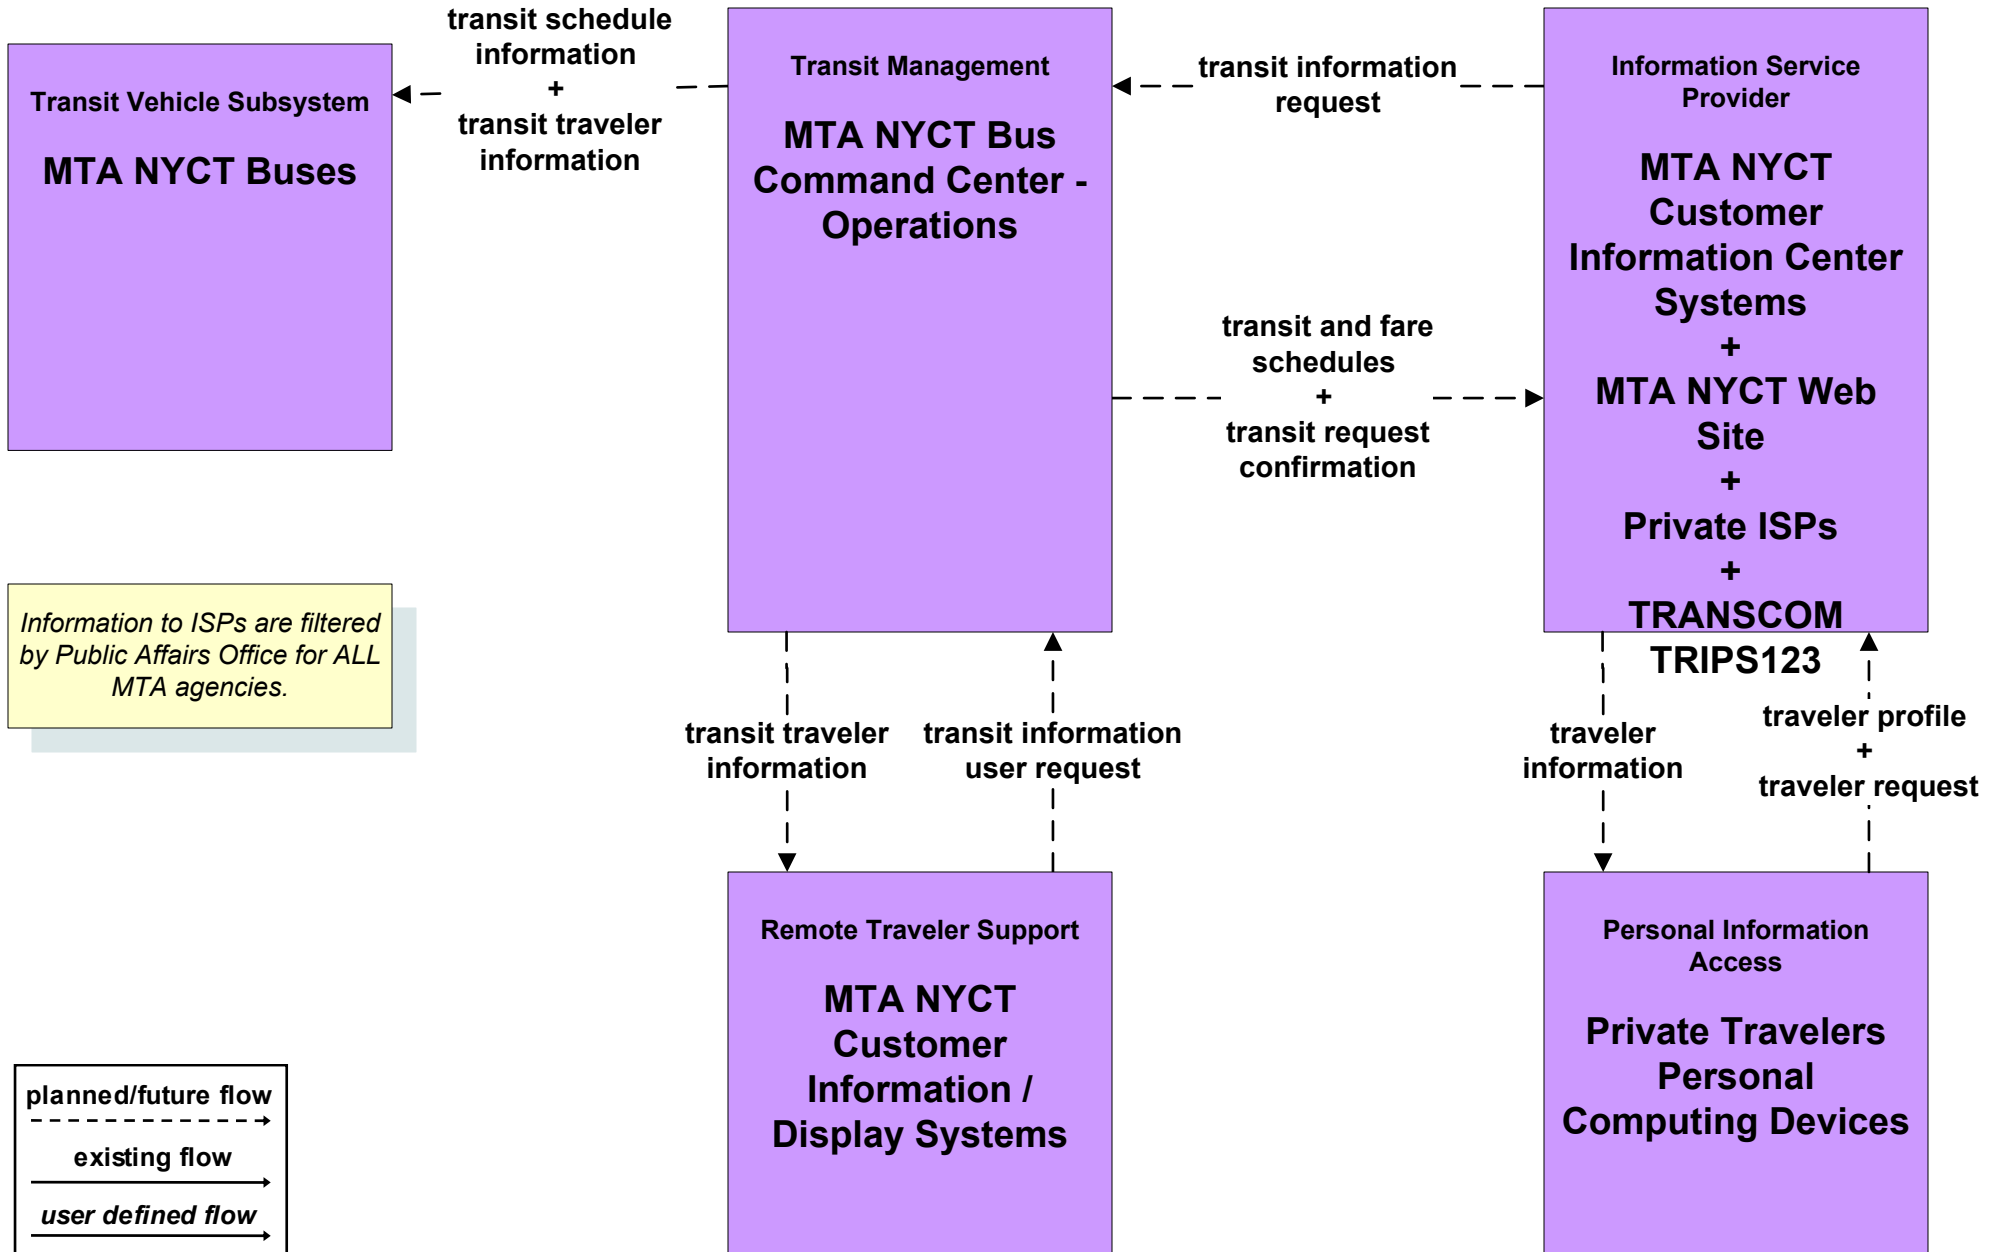 transit schedule
information
+
transit traveler
information
Transit Vehicle Subsystem
MTA NYCT Buses
Transit Management
MTA NYCT Bus
Command Center -
Operations
transit information
request
Information Service
Provider
MTA NYCT
Customer
Information Center
Systems
+
MTA NYCT Web
Site
+
Private ISPs
+
TRANSCOM
TRIPS123
transit and fare
schedules
+
transit request
confirmation
Information to ISPs are filtered
by Public Affairs Office for ALL
MTA agencies.
transit traveler
information
transit information
user request
traveler
information
traveler profile
+
traveler request
Remote Traveler Support
MTA NYCT
Customer
Information /
Display Systems
Personal Information
Access
Private Travelers
Personal
Computing Devices
planned/future flow
existing flow
user defined flow